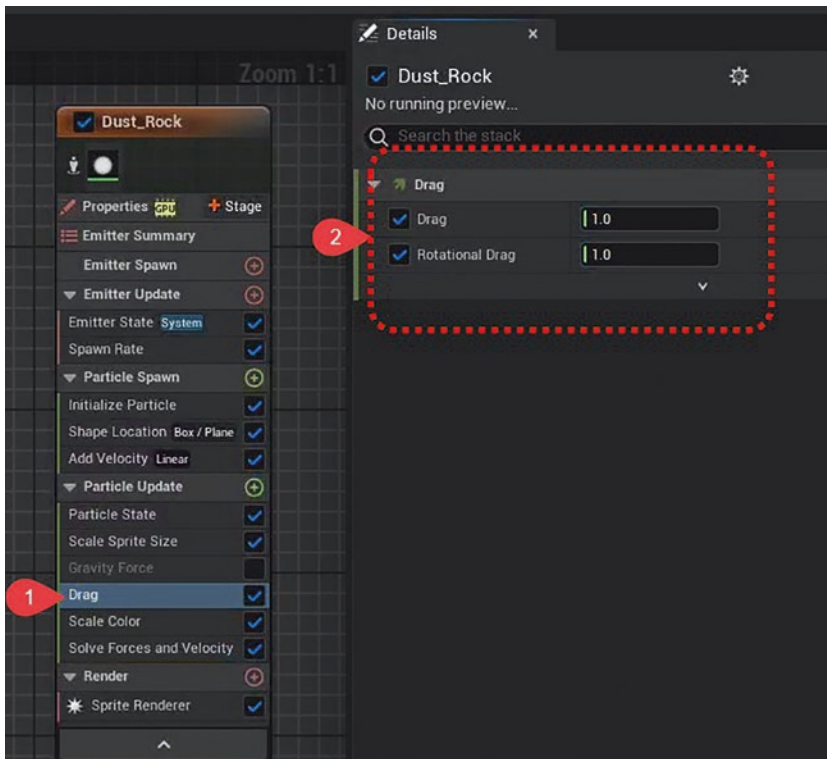 Zoom 1:1
Dust_Rock
Properties GPU Stage
Emitter Summary
Emitter Spawn
Emitter Update
Emitter State System
Spawn Rate
Particle Spawn
Initialize Particle
Shape Location Box / Plane
Add Velocity Linear
Particle Update
Particle State
Scale Sprite Size
Gravity Force
1
Drag
Scale Color
Solve Forces and Velocity
Render
Sprite Renderer
Details
Dust_Rock
No running preview...
Search the stack
Drag
2
Drag 1.0
Rotational Drag 1.0